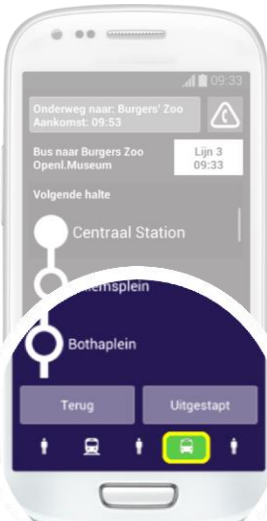 09:33
Onderweg naar: Burgers' Zoo
Aankomst: 09:53
Bus naar Burgers Zoo
Openl.Museum
Lijn 3
09:33
Volgende halte
Centraal Station
Bothaplein
Terug
Uitgestapt